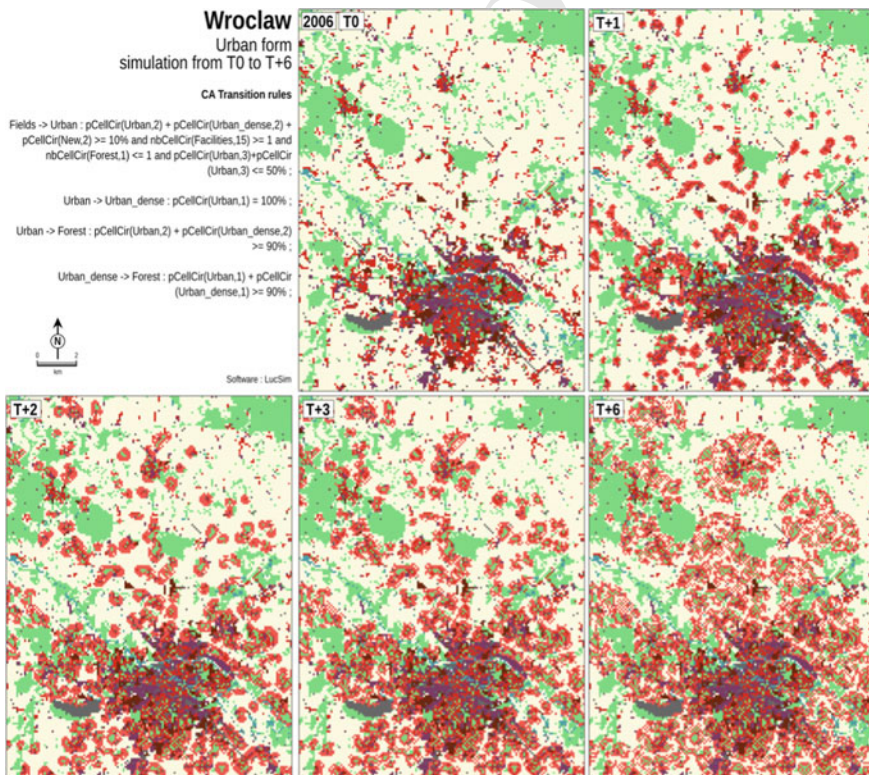 Wroclaw
Urban form
simulation from T0 to T+6
CA Transition rules
Fields -> Urban : pCellCir(Urban,2) + pCellCir(Urban_dense,2) +
pCellCir(New,2) >= 10% and nbCellCir(Facilities,15) >= 1 and
nbCellCir(Forest,1) <= 1 and pCellCir(Urban,3)+pCellCir
(Urban,3) <= 50% ;
Urban -> Urban_dense : pCellCir(Urban,1) = 100% ;
Urban -> Forest : pCellCir(Urban,2) + pCellCir(Urban_dense,2)
>= 90% ;
Urban_dense -> Forest : pCellCir(Urban,1) + pCellCir
(Urban_dense,1) >= 90% ;
N
0 2
km
Software : LucSim
2006 T0
T+1
T+2
T+3
T+6